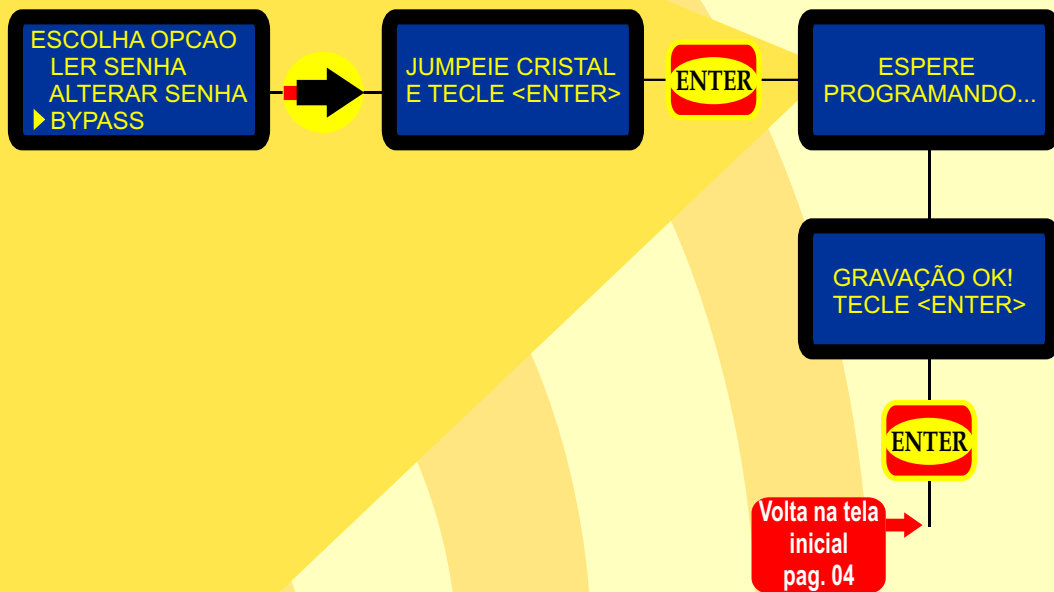 ESCOLHA OPCAO
LER SENHA
ALTERAR SENHA
BYPASS
JUMPEIE CRISTAL
E TECLE <ENTER>
ENTER
ESPERE
PROGRAMANDO...
GRAVAÇÃO OK!
TECLE <ENTER>
ENTER
Volta na tela
inicial
pag. 04